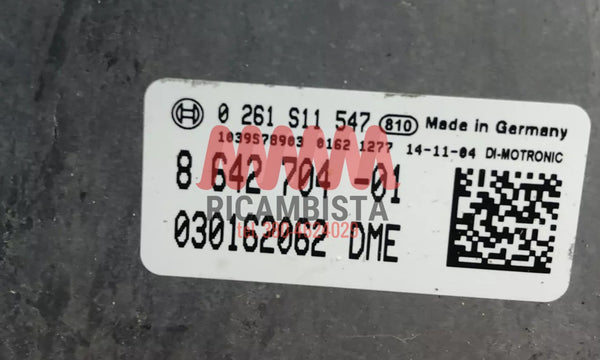 0 261 S11 547 810 Made in Germany
1039S78903 0162 1277 14-11-04 DI-MOTRONIC
8 642 704 -01
RICAMBISTA
030162062 DME